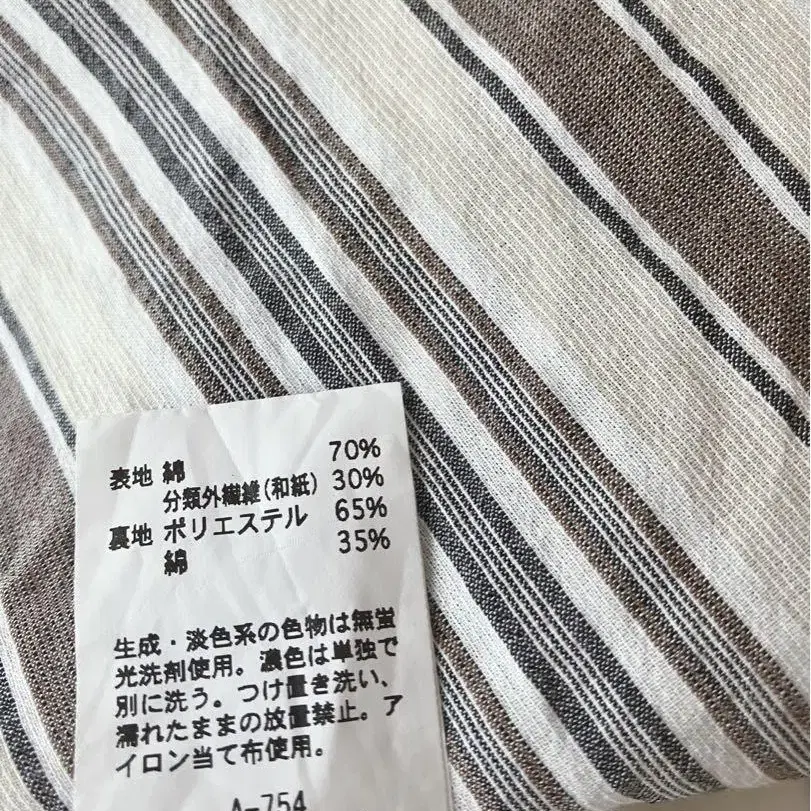 表地 綿 70%
分類外繊維(和紙) 30%
裏地 ポリエステル 65%
綿 35%
生成・淡色系の色物は無蛍
光洗剤使用。濃色は単独で
別に洗う。つけ置き洗い、
濡れたままの放置禁止。ア
イロン当て布使用。
A-754